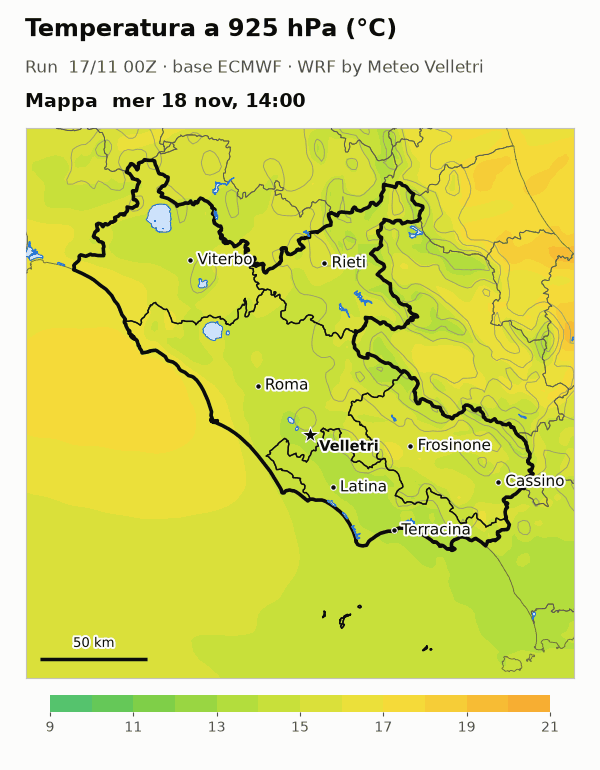 Temperatura a 925 hPa (°C)
Run  17/11 00Z · base ECMWF · WRF by Meteo Velletri
Mappa  mer 18 nov, 14:00
Viterbo
Rieti
Roma
Velletri
Frosinone
Cassino
Latina
Terracina
50 km
9 11 13 15 17 19 21